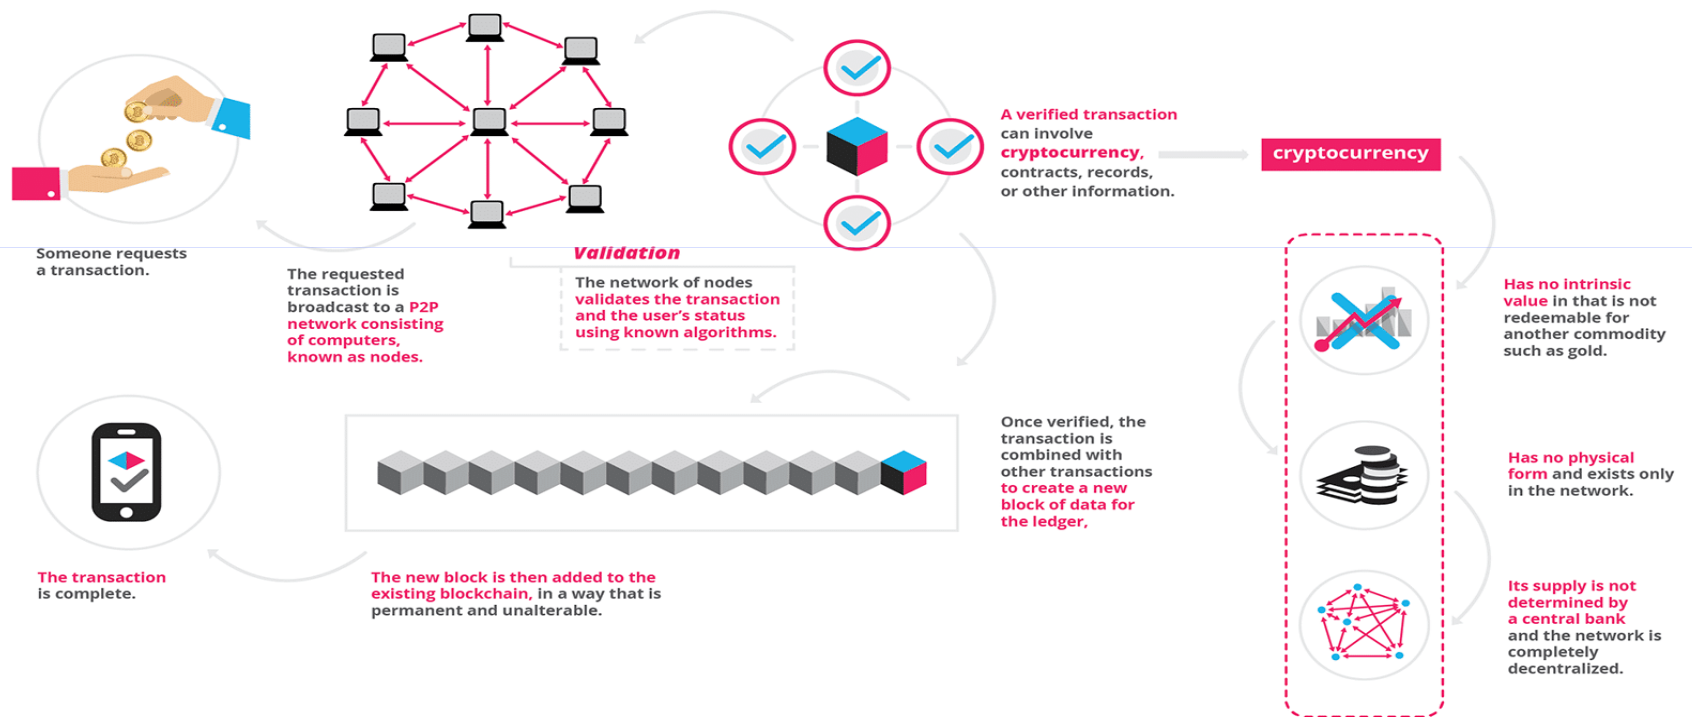 A verified transaction
can involve
cryptocurrency,
contracts, records,
or other information.
cryptocurrency
Someone requests
a transaction.
The requested
transaction is
broadcast to a P2P
network consisting
of computers,
known as nodes.
Validation
The network of nodes
validates the transaction
and the user's status
using known algorithms.
Has no intrinsic
value in that is not
redeemable for
another commodity
such as gold.
Once verified, the
transaction is
combined with
other transactions
to create a new
block of data for
the ledger,
Has no physical
form and exists only
in the network.
The transaction
is complete.
The new block is then added to the
existing blockchain, in a way that is
permanent and unalterable.
Its supply is not
determined by
a central bank
and the network is
completely
decentralized.